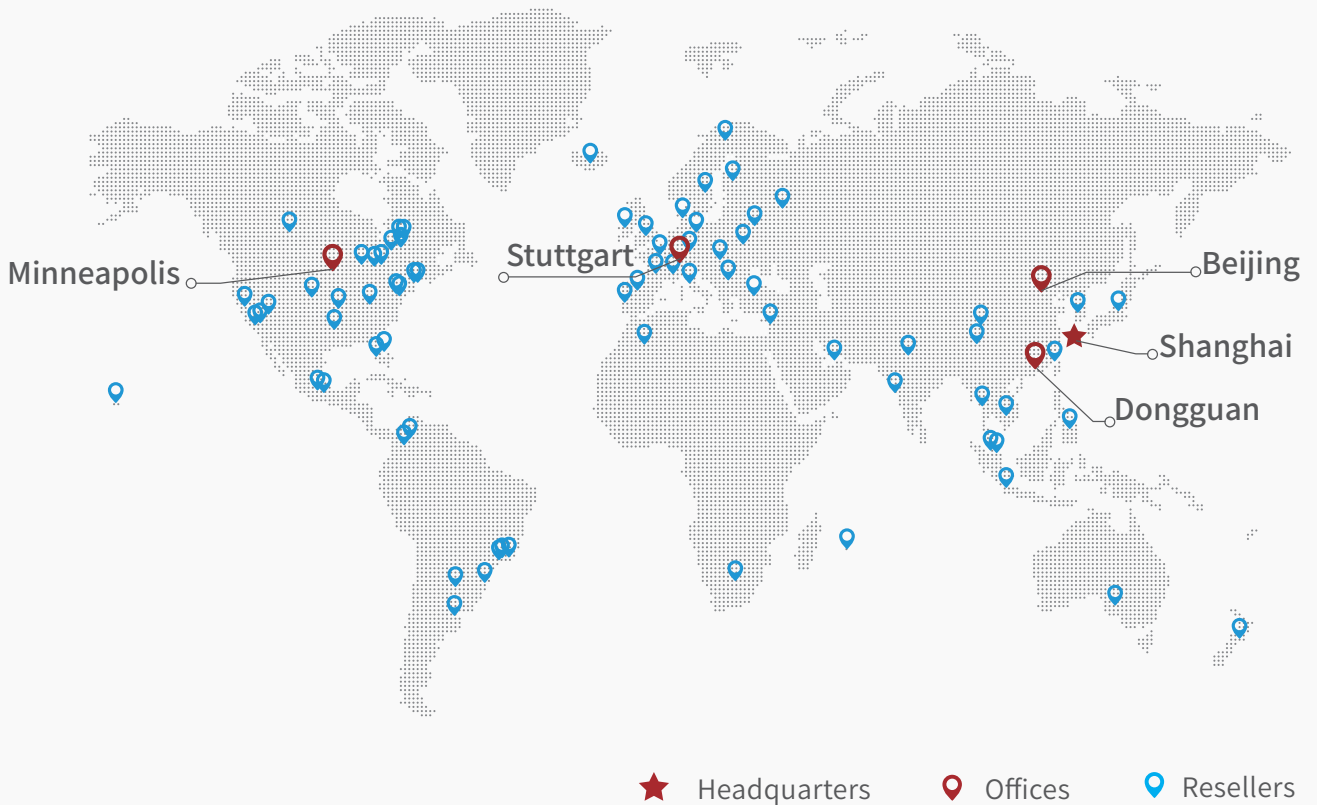 Minneapolis
Stuttgart
Beijing
Shanghai
Dongguan
Headquarters
Offices
Resellers